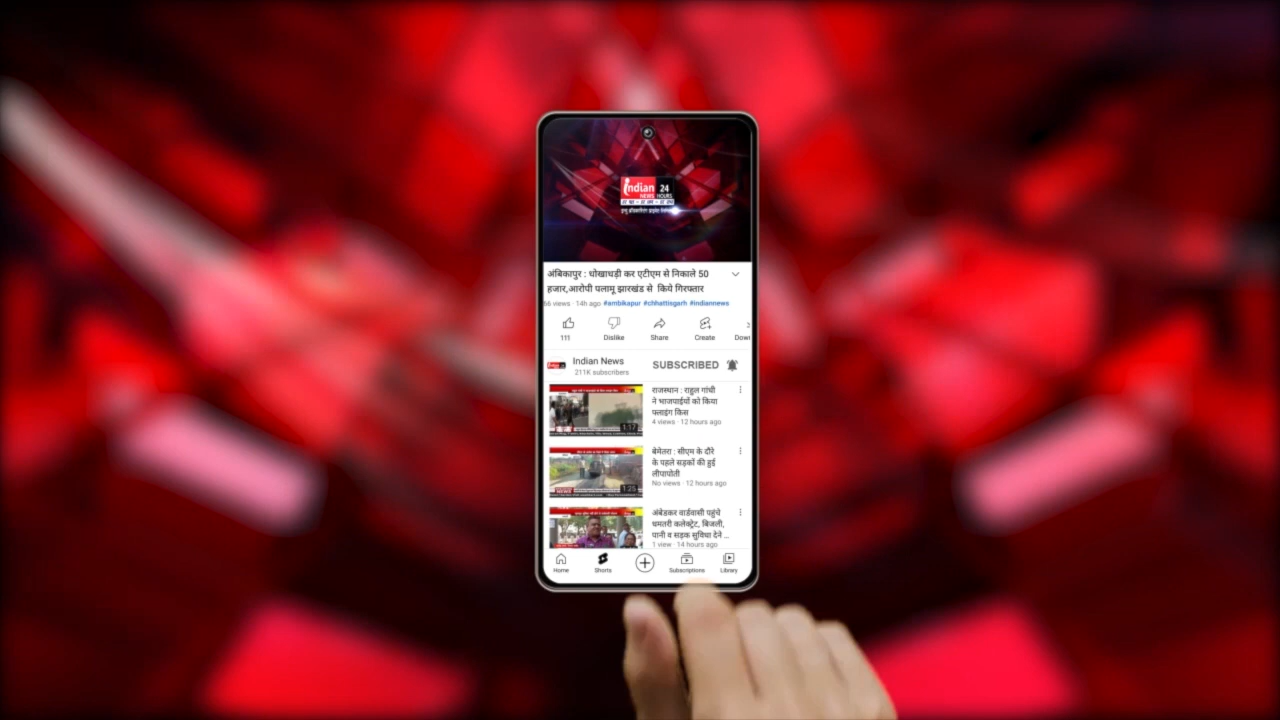 indian 24
NEWS HOURS
अंबिकापुर : धोखाधड़ी कर एटीएम से निकाले 50
हजार,आरोपी पलामू झारखंड से किये गिरफ्तार
66 views · 14h ago #ambikapur #chhattisgarh #indiannews
111 Dislike Share Create Dowl
Indian News
211K subscribers
SUBSCRIBED
राजस्थान : राहुल गांधी
ने भाजपाईयों को किया
फ्लाइंग किस
4 views · 12 hours ago
1:17
बेमेतरा : सीएम के दौरे
के पहले सड़कों की हुई
लीपापोती
No views · 12 hours ago
1:25
अंबेडकर वार्डवासी पहुंचे
धमतरी कलेक्ट्रेट, बिजली,
पानी व सड़क सुविधा देने ...
1 view · 14 hours ago
Home Shorts Subscriptions Library